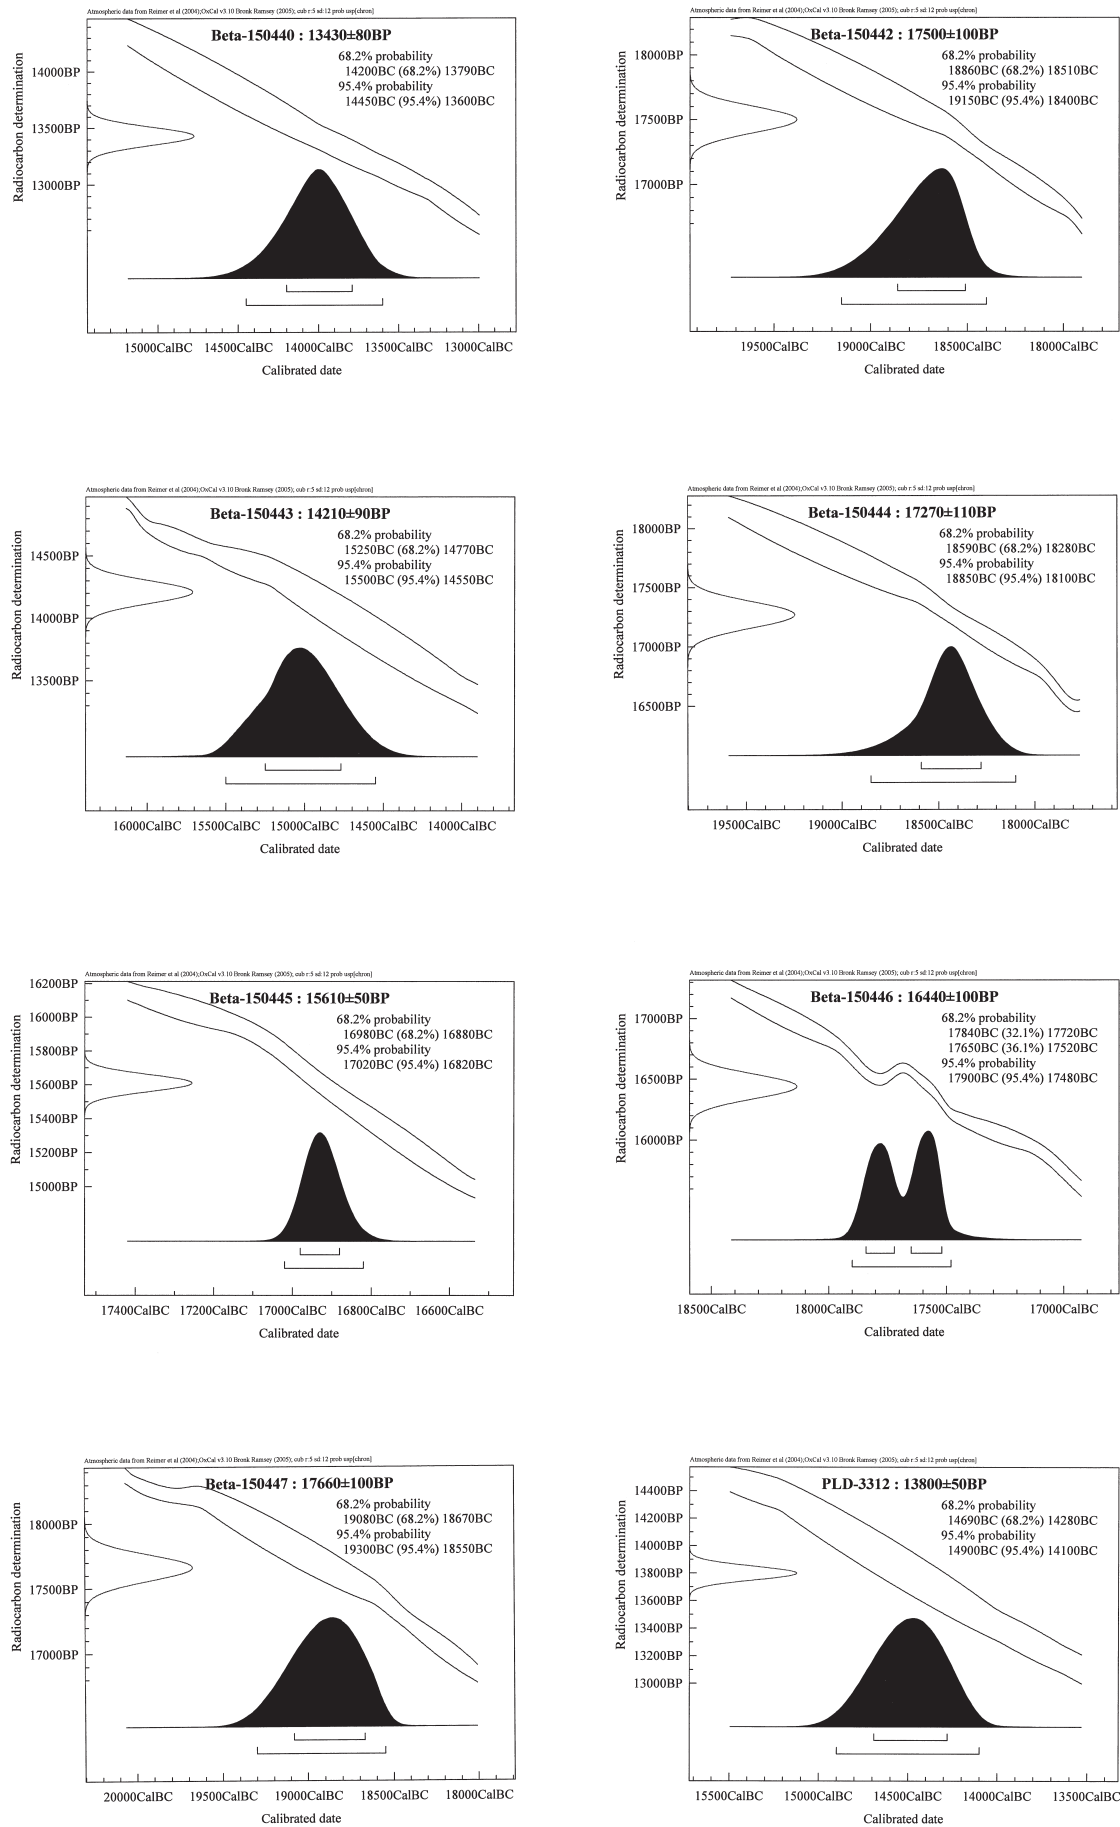 Atmospheric data from Reimer et al (2004);OxCal v3.10 Bronk Ramsey (2005); cub r:5 sd:12 prob usp[chron]
Beta-150440 : 13430±80BP
68.2% probability
14200BC (68.2%) 13790BC
95.4% probability
14450BC (95.4%) 13600BC
Radiocarbon determination
14000BP
13500BP
13000BP
15000CalBC 14500CalBC 14000CalBC 13500CalBC 13000CalBC
Calibrated date
Atmospheric data from Reimer et al (2004);OxCal v3.10 Bronk Ramsey (2005); cub r:5 sd:12 prob usp[chron]
Beta-150442 : 17500±100BP
68.2% probability
18860BC (68.2%) 18510BC
95.4% probability
19150BC (95.4%) 18400BC
Radiocarbon determination
18000BP
17500BP
17000BP
19500CalBC 19000CalBC 18500CalBC 18000CalBC
Calibrated date
Atmospheric data from Reimer et al (2004);OxCal v3.10 Bronk Ramsey (2005); cub r:5 sd:12 prob usp[chron]
Beta-150443 : 14210±90BP
68.2% probability
15250BC (68.2%) 14770BC
95.4% probability
15500BC (95.4%) 14550BC
Radiocarbon determination
14500BP
14000BP
13500BP
16000CalBC 15500CalBC 15000CalBC 14500CalBC 14000CalBC
Calibrated date
Atmospheric data from Reimer et al (2004);OxCal v3.10 Bronk Ramsey (2005); cub r:5 sd:12 prob usp[chron]
Beta-150444 : 17270±110BP
68.2% probability
18590BC (68.2%) 18280BC
95.4% probability
18850BC (95.4%) 18100BC
Radiocarbon determination
18000BP
17500BP
17000BP
16500BP
19500CalBC 19000CalBC 18500CalBC 18000CalBC
Calibrated date
Atmospheric data from Reimer et al (2004);OxCal v3.10 Bronk Ramsey (2005); cub r:5 sd:12 prob usp[chron]
Beta-150445 : 15610±50BP
68.2% probability
16980BC (68.2%) 16880BC
95.4% probability
17020BC (95.4%) 16820BC
Radiocarbon determination
16200BP
16000BP
15800BP
15600BP
15400BP
15200BP
15000BP
17400CalBC 17200CalBC 17000CalBC 16800CalBC 16600CalBC
Calibrated date
Atmospheric data from Reimer et al (2004);OxCal v3.10 Bronk Ramsey (2005); cub r:5 sd:12 prob usp[chron]
Beta-150446 : 16440±100BP
68.2% probability
17840BC (32.1%) 17720BC
17650BC (36.1%) 17520BC
95.4% probability
17900BC (95.4%) 17480BC
Radiocarbon determination
17000BP
16500BP
16000BP
18500CalBC 18000CalBC 17500CalBC 17000CalBC
Calibrated date
Atmospheric data from Reimer et al (2004);OxCal v3.10 Bronk Ramsey (2005); cub r:5 sd:12 prob usp[chron]
Beta-150447 : 17660±100BP
68.2% probability
19080BC (68.2%) 18670BC
95.4% probability
19300BC (95.4%) 18550BC
Radiocarbon determination
18000BP
17500BP
17000BP
20000CalBC 19500CalBC 19000CalBC 18500CalBC 18000CalBC
Calibrated date
Atmospheric data from Reimer et al (2004);OxCal v3.10 Bronk Ramsey (2005); cub r:5 sd:12 prob usp[chron]
PLD-3312 : 13800±50BP
68.2% probability
14690BC (68.2%) 14280BC
95.4% probability
14900BC (95.4%) 14100BC
Radiocarbon determination
14400BP
14200BP
14000BP
13800BP
13600BP
13400BP
13200BP
13000BP
15500CalBC 15000CalBC 14500CalBC 14000CalBC 13500CalBC
Calibrated date